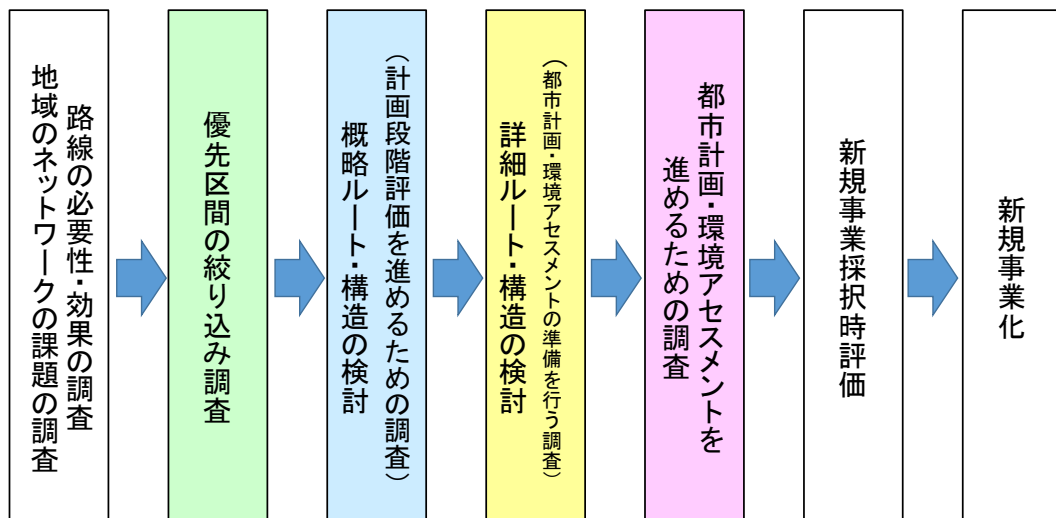 路線の必要性・効果の調査
地域のネットワークの課題の調査
優先区間の絞り込み調査
（計画段階評価を進めるための調査）
概略ルート・構造の検討
（都市計画・環境アセスメントの準備を行う調査）
詳細ルート・構造の検討
都市計画・環境アセスメントを
進めるための調査
新規事業採択時評価
新規事業化